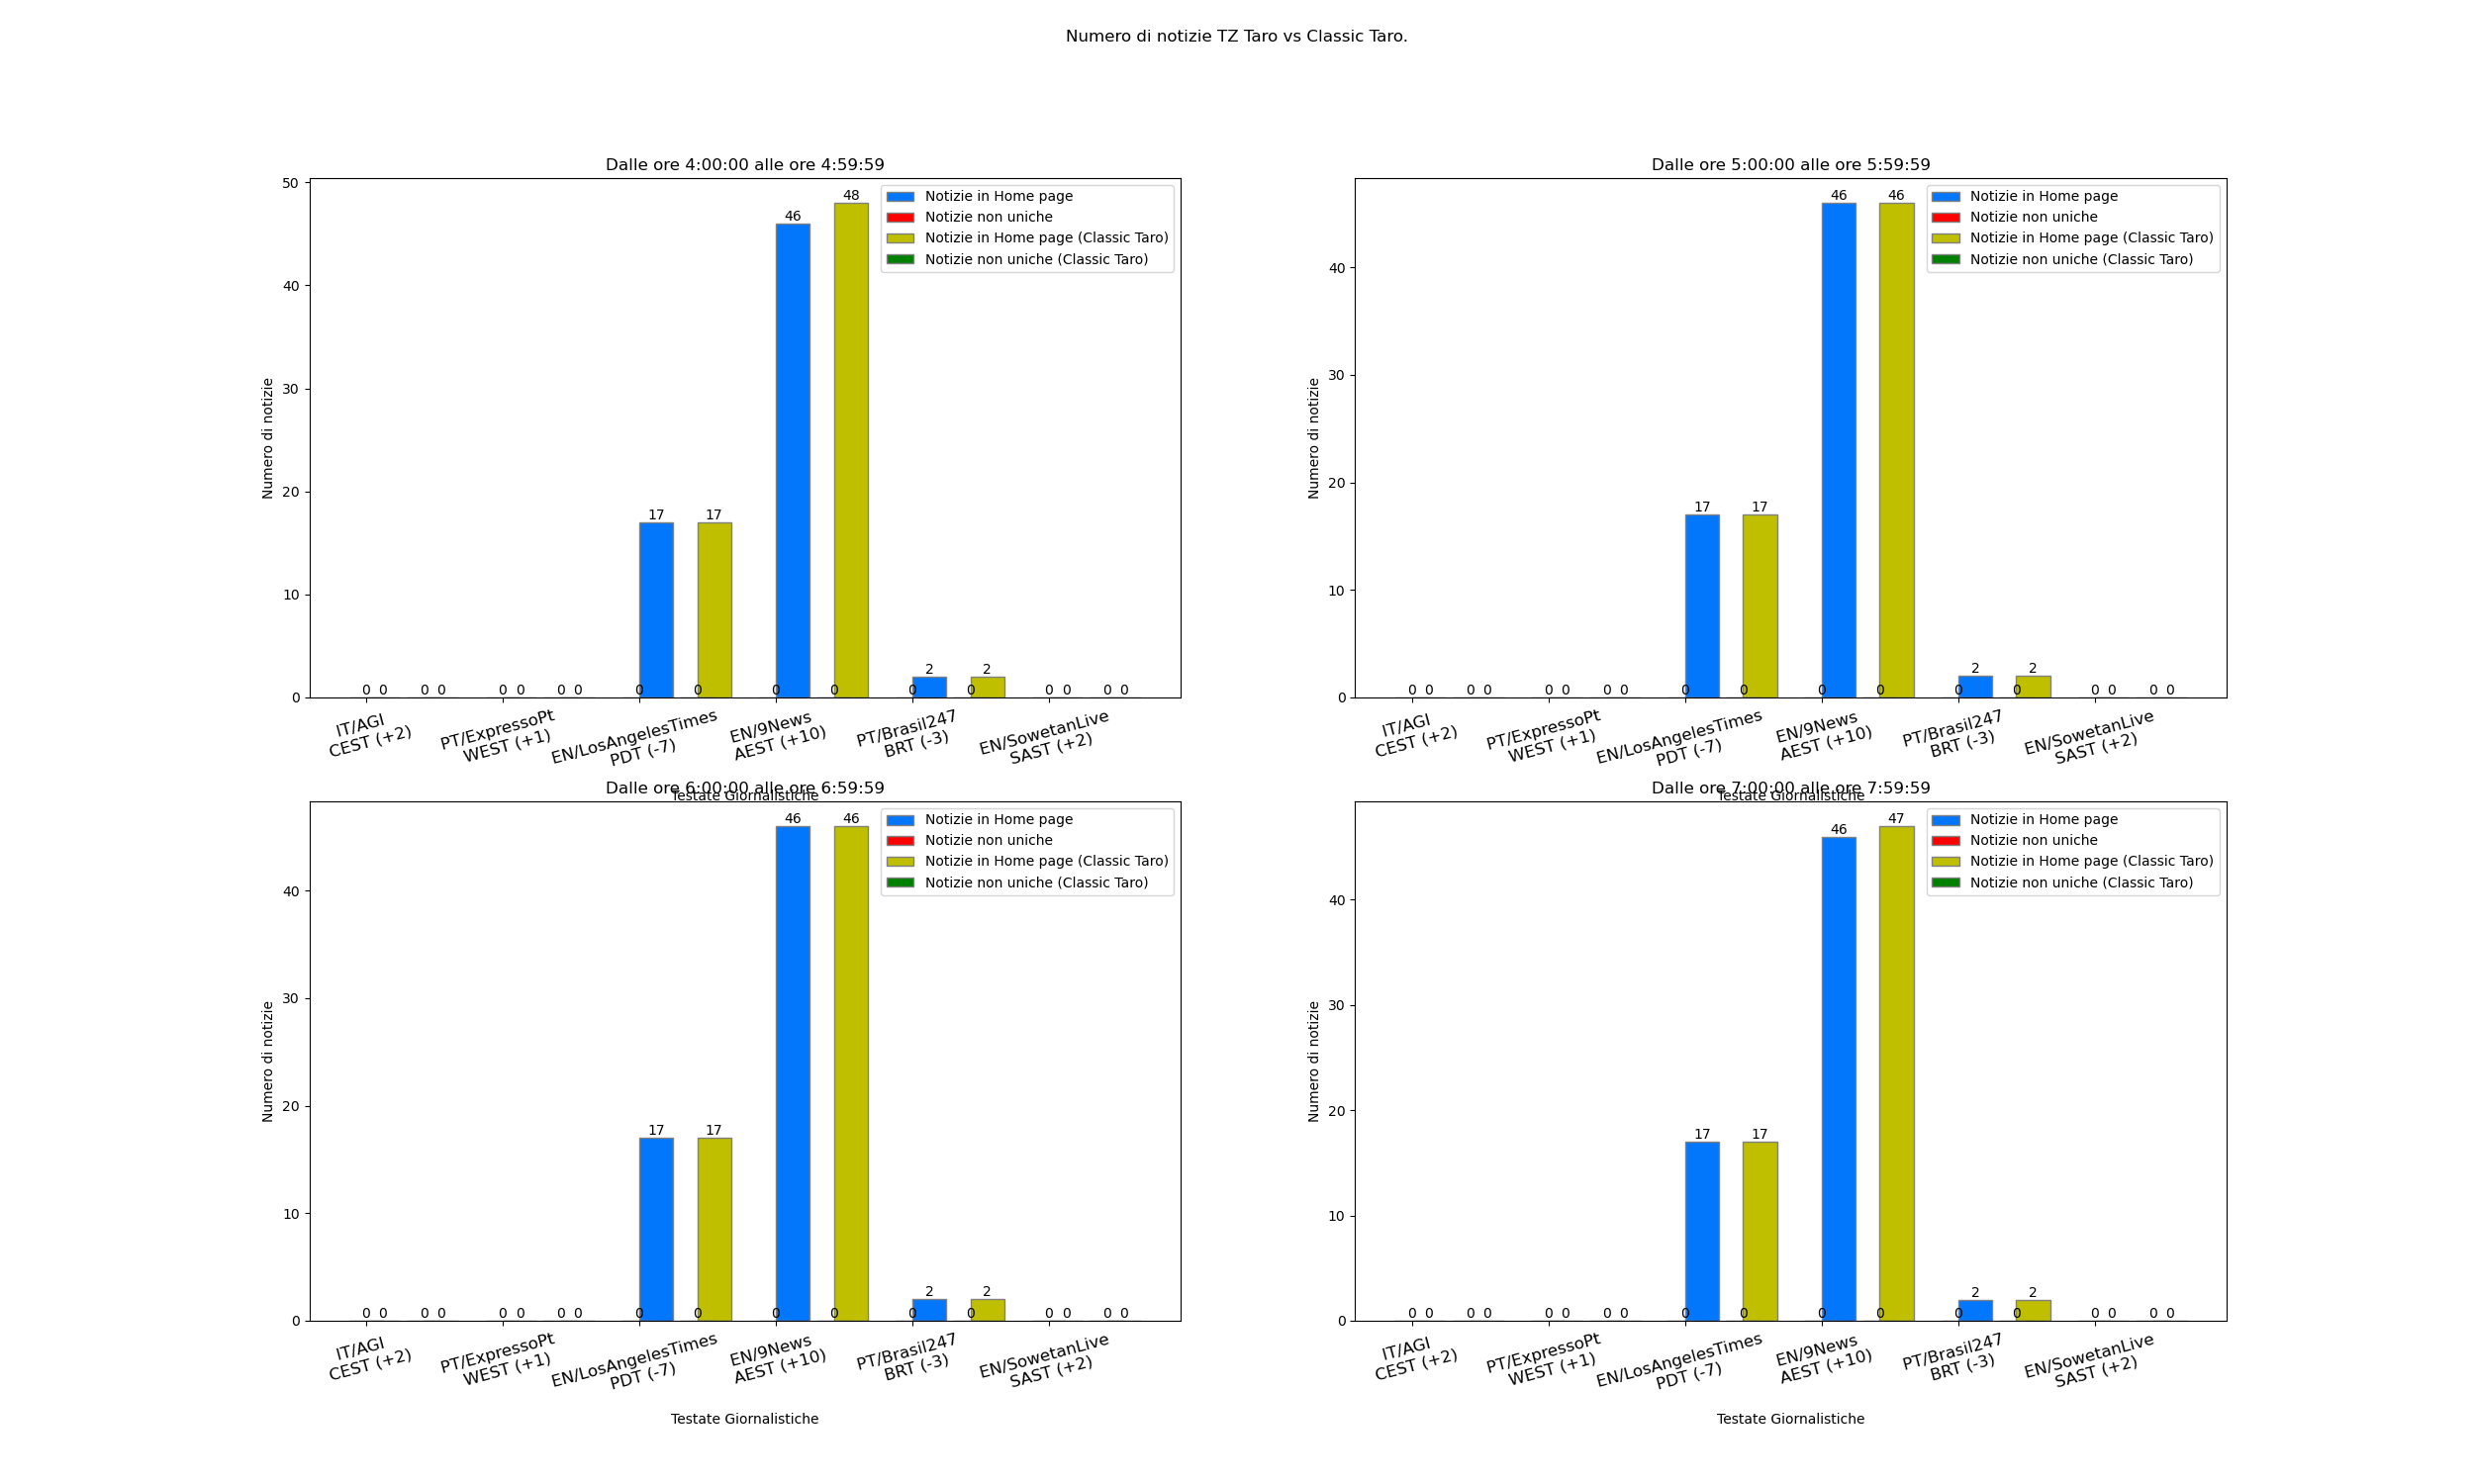 Numero di notizie TZ Taro vs Classic Taro.
Dalle ore 4:00:00 alle ore 4:59:59
Numero di notizie
50
40
30
20
10
0
Notizie in Home page
Notizie non uniche
Notizie in Home page (Classic Taro)
Notizie non uniche (Classic Taro)
48
46
17 17
2 2
0 0 0 0 0 0 0 0 0 0 0 0 0 0 0 0 0 0
IT/AGI
CEST (+2)
PT/ExpressoPt
WEST (+1)
EN/LosAngelesTimes
PDT (-7)
EN/9News
AEST (+10)
PT/Brasil247
BRT (-3)
EN/SowetanLive
SAST (+2)
Testate Giornalistiche
Dalle ore 5:00:00 alle ore 5:59:59
Numero di notizie
40
30
20
10
0
Notizie in Home page
Notizie non uniche
Notizie in Home page (Classic Taro)
Notizie non uniche (Classic Taro)
46 46
17 17
2 2
0 0 0 0 0 0 0 0 0 0 0 0 0 0 0 0 0 0
IT/AGI
CEST (+2)
PT/ExpressoPt
WEST (+1)
EN/LosAngelesTimes
PDT (-7)
EN/9News
AEST (+10)
PT/Brasil247
BRT (-3)
EN/SowetanLive
SAST (+2)
Testate Giornalistiche
Dalle ore 6:00:00 alle ore 6:59:59
Numero di notizie
40
30
20
10
0
Notizie in Home page
Notizie non uniche
Notizie in Home page (Classic Taro)
Notizie non uniche (Classic Taro)
46 46
17 17
2 2
0 0 0 0 0 0 0 0 0 0 0 0 0 0 0 0 0 0
IT/AGI
CEST (+2)
PT/ExpressoPt
WEST (+1)
EN/LosAngelesTimes
PDT (-7)
EN/9News
AEST (+10)
PT/Brasil247
BRT (-3)
EN/SowetanLive
SAST (+2)
Testate Giornalistiche
Dalle ore 7:00:00 alle ore 7:59:59
Numero di notizie
40
30
20
10
0
Notizie in Home page
Notizie non uniche
Notizie in Home page (Classic Taro)
Notizie non uniche (Classic Taro)
47
46
17 17
2 2
0 0 0 0 0 0 0 0 0 0 0 0 0 0 0 0 0 0
IT/AGI
CEST (+2)
PT/ExpressoPt
WEST (+1)
EN/LosAngelesTimes
PDT (-7)
EN/9News
AEST (+10)
PT/Brasil247
BRT (-3)
EN/SowetanLive
SAST (+2)
Testate Giornalistiche